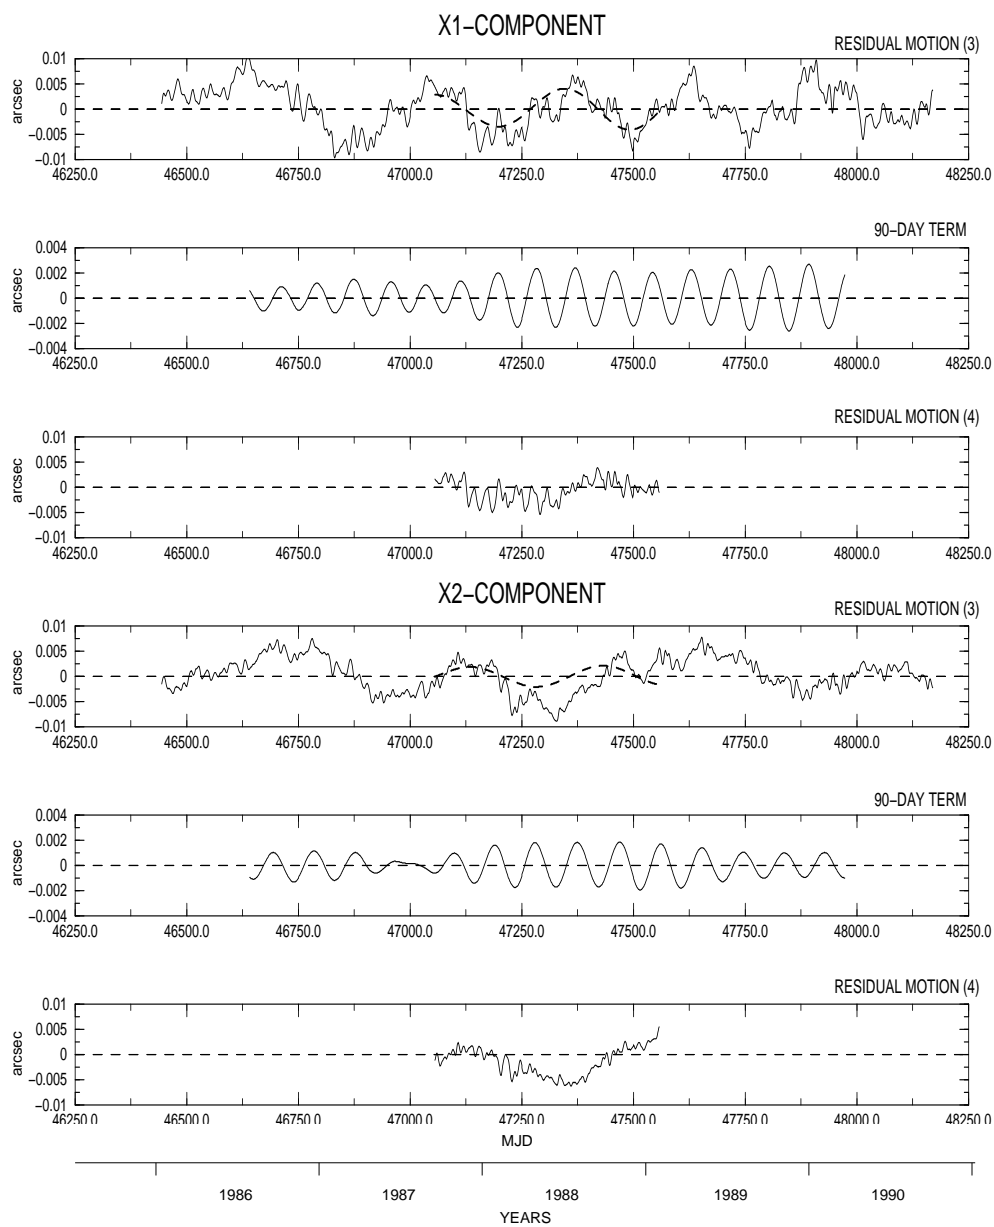 X1–COMPONENT
RESIDUAL MOTION (3)
0.01
0.005
0
–0.005
–0.01
arcsec
46250.0 46500.0 46750.0 47000.0 47250.0 47500.0 47750.0 48000.0 48250.0
90–DAY TERM
0.004
0.002
0
–0.002
–0.004
arcsec
46250.0 46500.0 46750.0 47000.0 47250.0 47500.0 47750.0 48000.0 48250.0
RESIDUAL MOTION (4)
0.01
0.005
0
–0.005
–0.01
arcsec
46250.0 46500.0 46750.0 47000.0 47250.0 47500.0 47750.0 48000.0 48250.0
X2–COMPONENT
RESIDUAL MOTION (3)
0.01
0.005
0
–0.005
–0.01
arcsec
46250.0 46500.0 46750.0 47000.0 47250.0 47500.0 47750.0 48000.0 48250.0
90–DAY TERM
0.004
0.002
0
–0.002
–0.004
arcsec
46250.0 46500.0 46750.0 47000.0 47250.0 47500.0 47750.0 48000.0 48250.0
RESIDUAL MOTION (4)
0.01
0.005
0
–0.005
–0.01
arcsec
46250.0 46500.0 46750.0 47000.0 47250.0 47500.0 47750.0 48000.0 48250.0
MJD
1986 1987 1988 1989 1990
YEARS